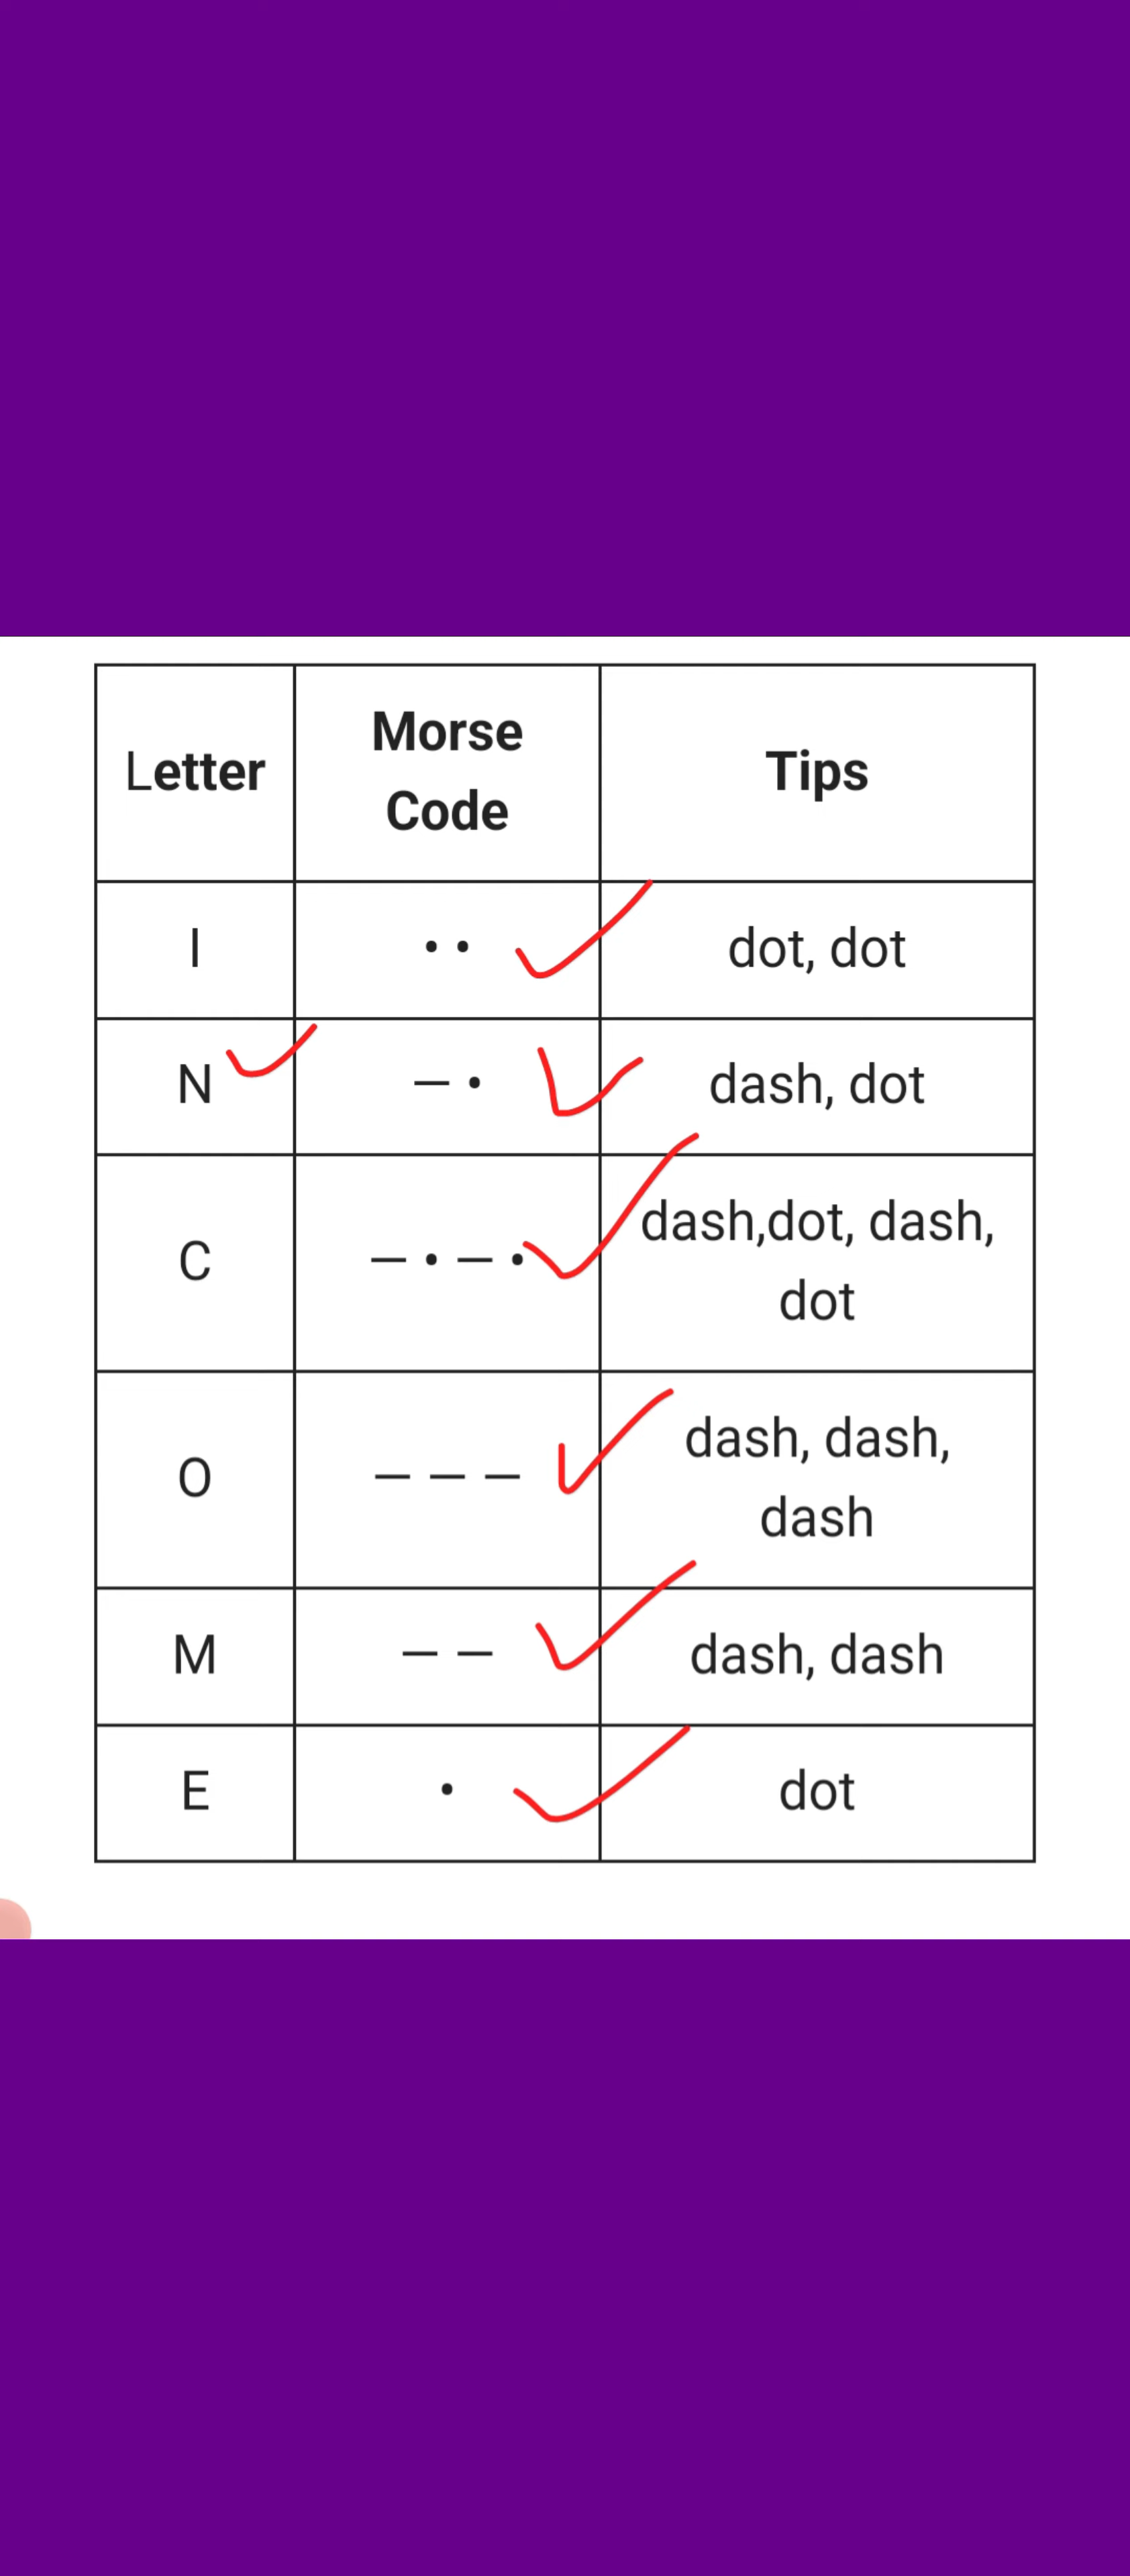 Letter Morse Code Tips
I • • dot, dot
N — • dash, dot
C — • — • dash,dot, dash, dot
O — — — dash, dash, dash
M — — dash, dash
E • dot